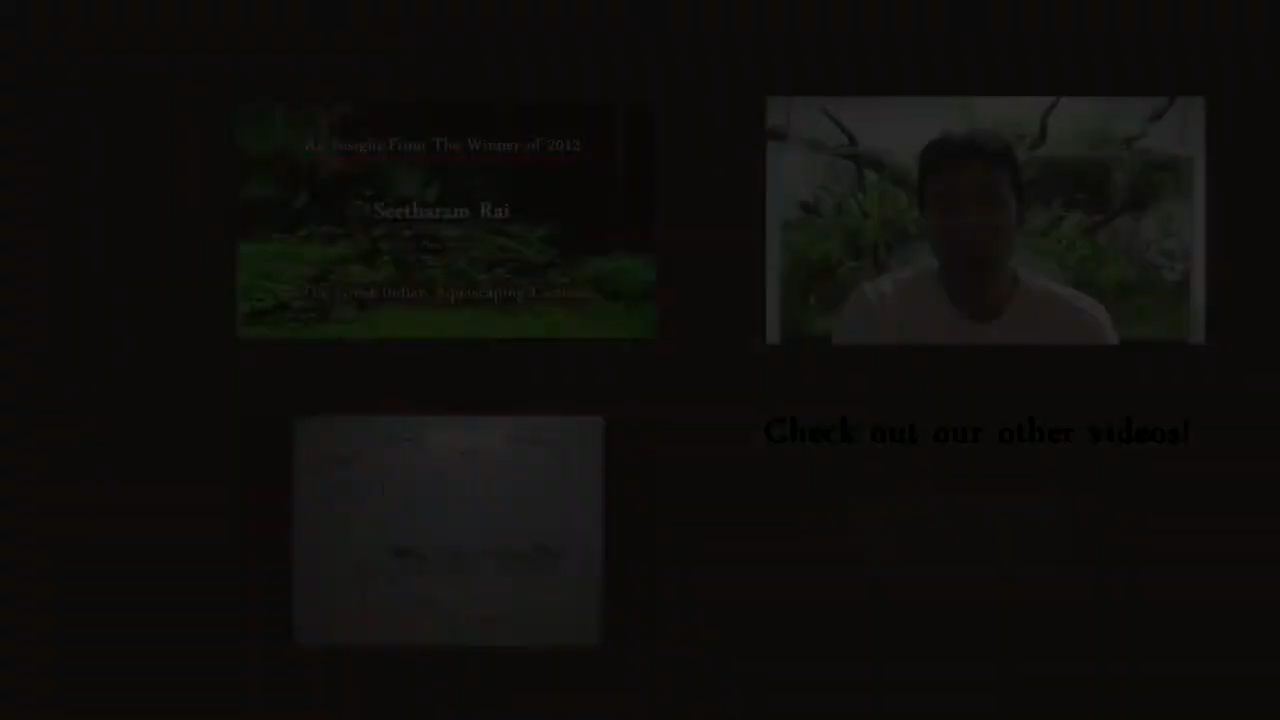 An Insight From The Winner of 2012
Seetharam Rai
The Great Indian Aquascaping Contest
Check out our other videos!